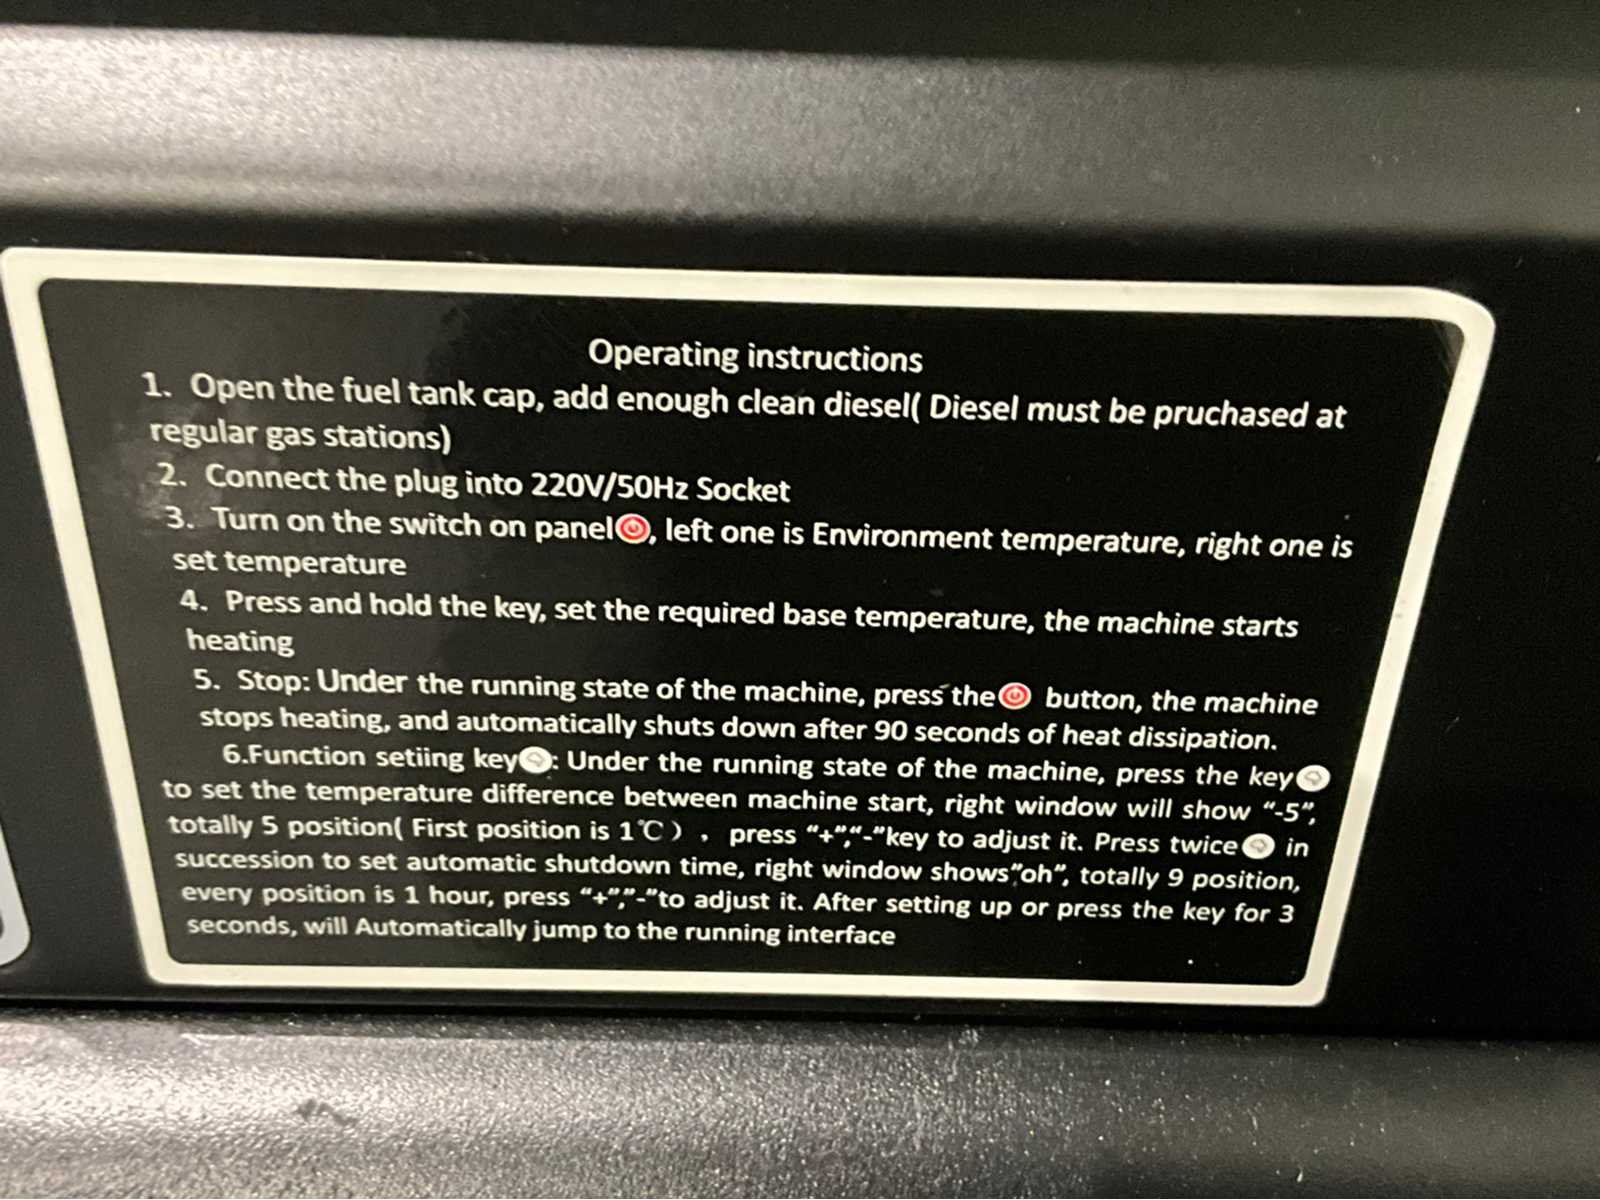 Operating instructions
1. Open the fuel tank cap, add enough clean diesel( Diesel must be pruchased at
regular gas stations)
2. Connect the plug into 220V/50Hz Socket
3. Turn on the switch on panel, left one is Environment temperature, right one is
set temperature
4. Press and hold the key, set the required base temperature, the machine starts
heating
5. Stop: Under the running state of the machine, press the button, the machine
stops heating, and automatically shuts down after 90 seconds of heat dissipation.
6.Function setiing key: Under the running state of the machine, press the key
to set the temperature difference between machine start, right window will show “-5”,
totally 5 position( First position is 1℃) , press “+”,“-”key to adjust it. Press twice in
succession to set automatic shutdown time, right window shows”oh”, totally 9 position,
every position is 1 hour, press “+”,“-”to adjust it. After setting up or press the key for 3
seconds, will Automatically jump to the running interface